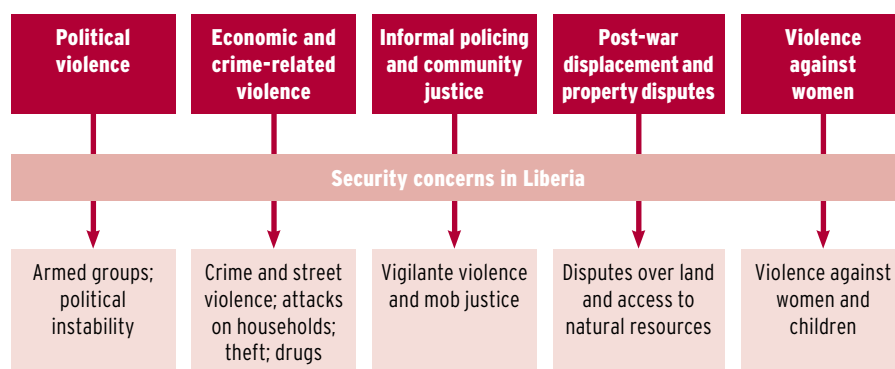 Political
violence
Economic and
crime-related
violence
Informal policing
and community
justice
Post-war
displacement and
property disputes
Violence
against
women
Security concerns in Liberia
Armed groups;
political
instability
Crime and street
violence; attacks
on households;
theft; drugs
Vigilante violence
and mob justice
Disputes over land
and access to
natural resources
Violence against
women and
children